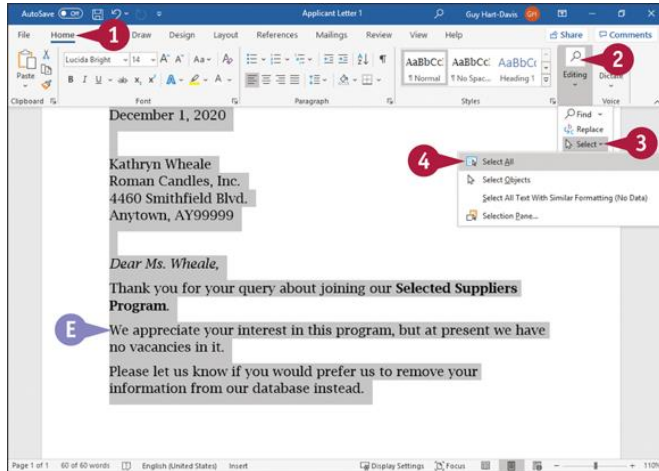 AutoSave Off Applicant Letter 1 Guy Hart-Davis GH
File Home Draw Design Layout References Mailings Review View Help Share Comments
1
2
Paste
Lucida Bright 14 A A Aa A
B I U ab x x A A
AaBbCc AaBbCc AaBbCc
Normal No Spac... Heading 1
Editing
Dictate
Clipboard Font Paragraph Styles Voice
Find
Replace
Select
3
4
Select All
Select Objects
Select All Text With Similar Formatting (No Data)
Selection Pane...
December 1, 2020
Kathryn Wheale
Roman Candles, Inc.
4460 Smithfield Blvd.
Anytown, AY99999
Dear Ms. Wheale,
Thank you for your query about joining our Selected Suppliers
Program.
E
We appreciate your interest in this program, but at present we have
no vacancies in it.
Please let us know if you would prefer us to remove your
information from our database instead.
Page 1 of 1 60 of 60 words English (United States) Insert Display Settings Focus 110%